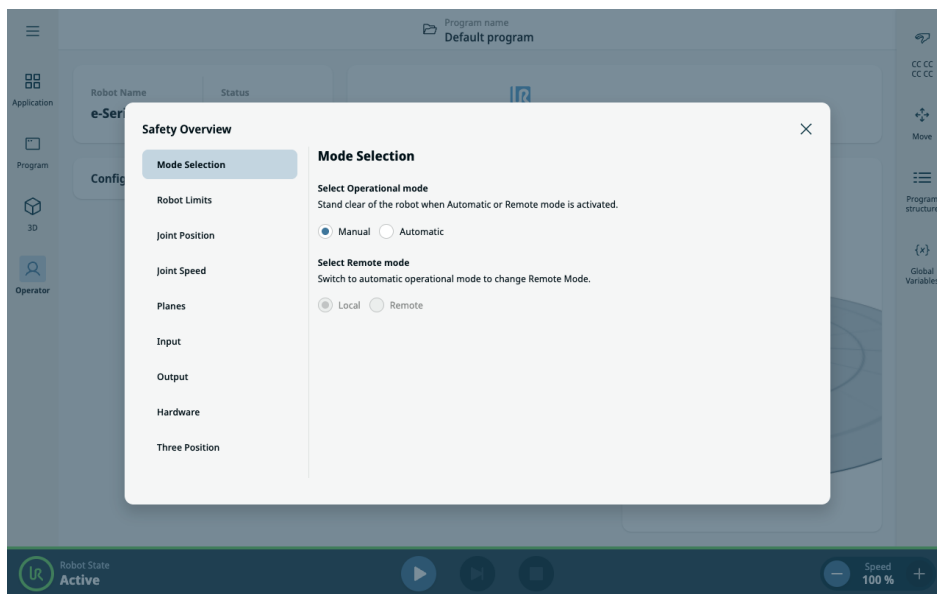 Program name
Default program
CC CC
CC CC
Application
Robot Name
Status
e-Seri
Move
Program
Config
Program
structure
3D
Global
Variables
Operator
Safety Overview
Mode Selection
Robot Limits
Joint Position
Joint Speed
Planes
Input
Output
Hardware
Three Position
Mode Selection
Select Operational mode
Stand clear of the robot when Automatic or Remote mode is activated.
Manual
Automatic
Select Remote mode
Switch to automatic operational mode to change Remote Mode.
Local
Remote
Robot State
Active
Speed
100 %